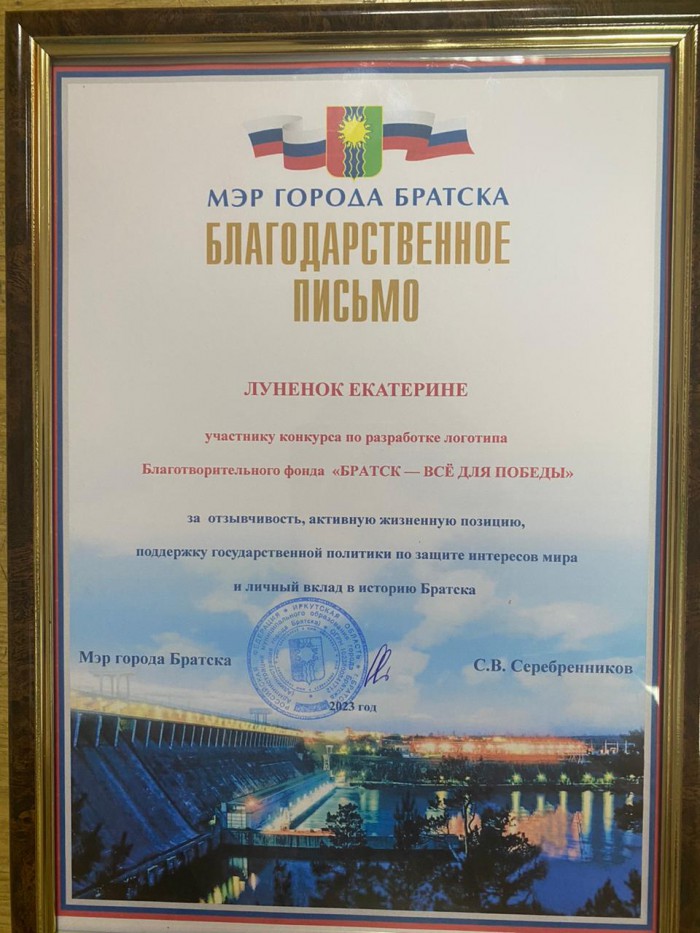 МЭР ГОРОДА БРАТСКА
БЛАГОДАРСТВЕННОЕ
ПИСЬМО
ЛУНЕНОК ЕКАТЕРИНЕ
участнику конкурса по разработке логотипа
Благотворительного фонда «БРАТСК — ВСЁ ДЛЯ ПОБЕДЫ»
за отзывчивость, активную жизненную позицию,
поддержку государственной политики по защите интересов мира
и личный вклад в историю Братска
Мэр города Братска
С.В. Серебренников
ИРКУТСКАЯ ОБЛАСТЬ
2023 год